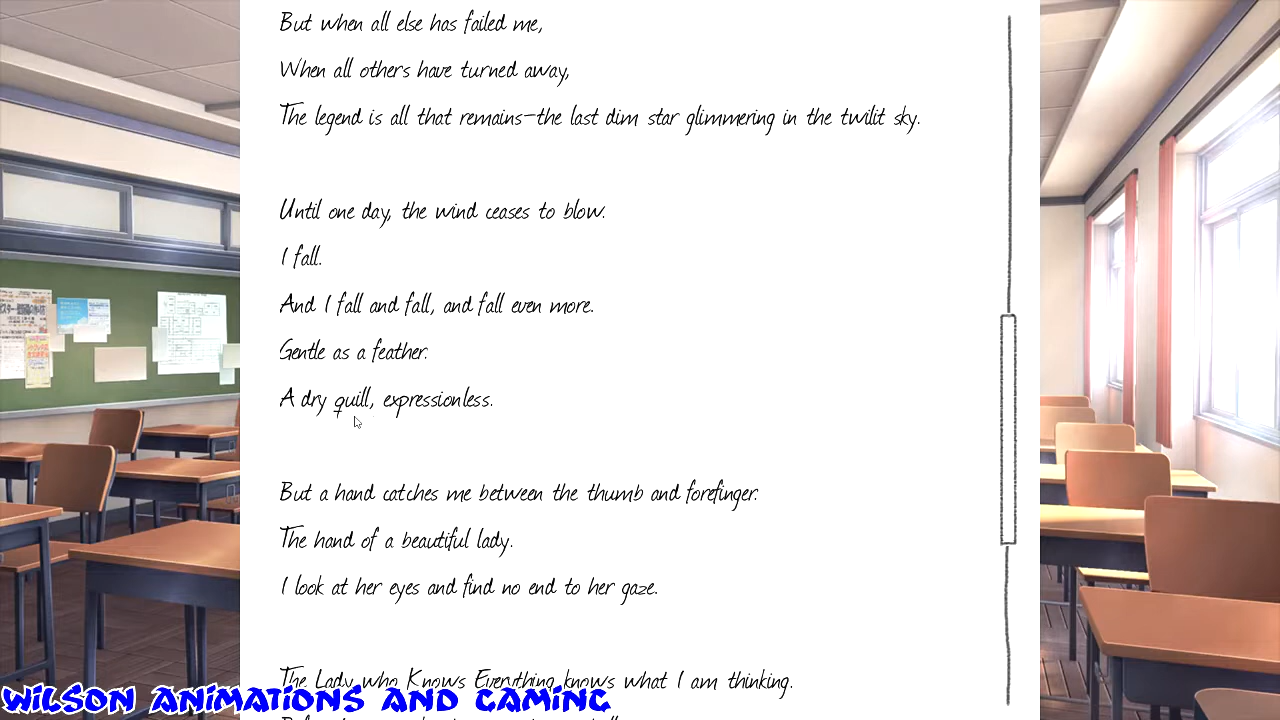 But when all else has failed me,
When all others have turned away,
The legend is all that remains—the last dim star glimmering in the twilit sky.
Until one day, the wind ceases to blow.
I fall.
And I fall and fall, and fall even more.
Gentle as a feather.
A dry quill, expressionless.
But a hand catches me between the thumb and forefinger.
The hand of a beautiful lady.
I look at her eyes and find no end to her gaze.
The Lady who Knows Everything knows what I am thinking.
WILSON ANIMATIONS AND GAMING